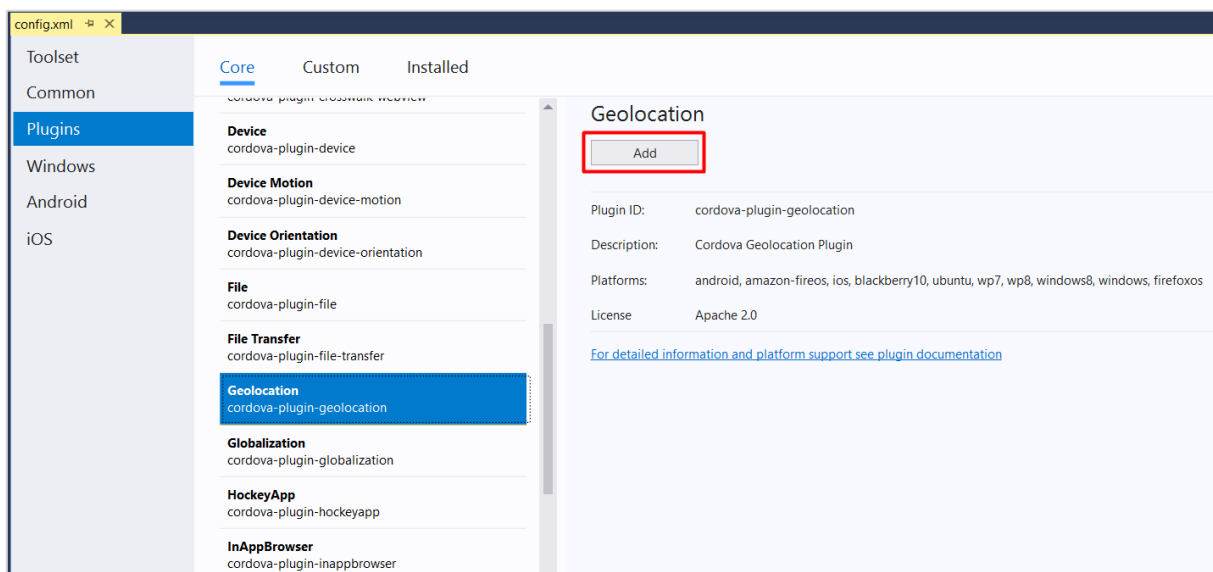 config.xml
Toolset
Common
Plugins
Windows
Android
iOS
Core Custom Installed
cordova-plugin-crosswalk-webview
Device
cordova-plugin-device
Device Motion
cordova-plugin-device-motion
Device Orientation
cordova-plugin-device-orientation
File
cordova-plugin-file
File Transfer
cordova-plugin-file-transfer
Geolocation
cordova-plugin-geolocation
Globalization
cordova-plugin-globalization
HockeyApp
cordova-plugin-hockeyapp
InAppBrowser
cordova-plugin-inappbrowser
Geolocation
Add
Plugin ID: cordova-plugin-geolocation
Description: Cordova Geolocation Plugin
Platforms: android, amazon-fireos, ios, blackberry10, ubuntu, wp7, wp8, windows8, windows, firefoxos
License Apache 2.0
For detailed information and platform support see plugin documentation